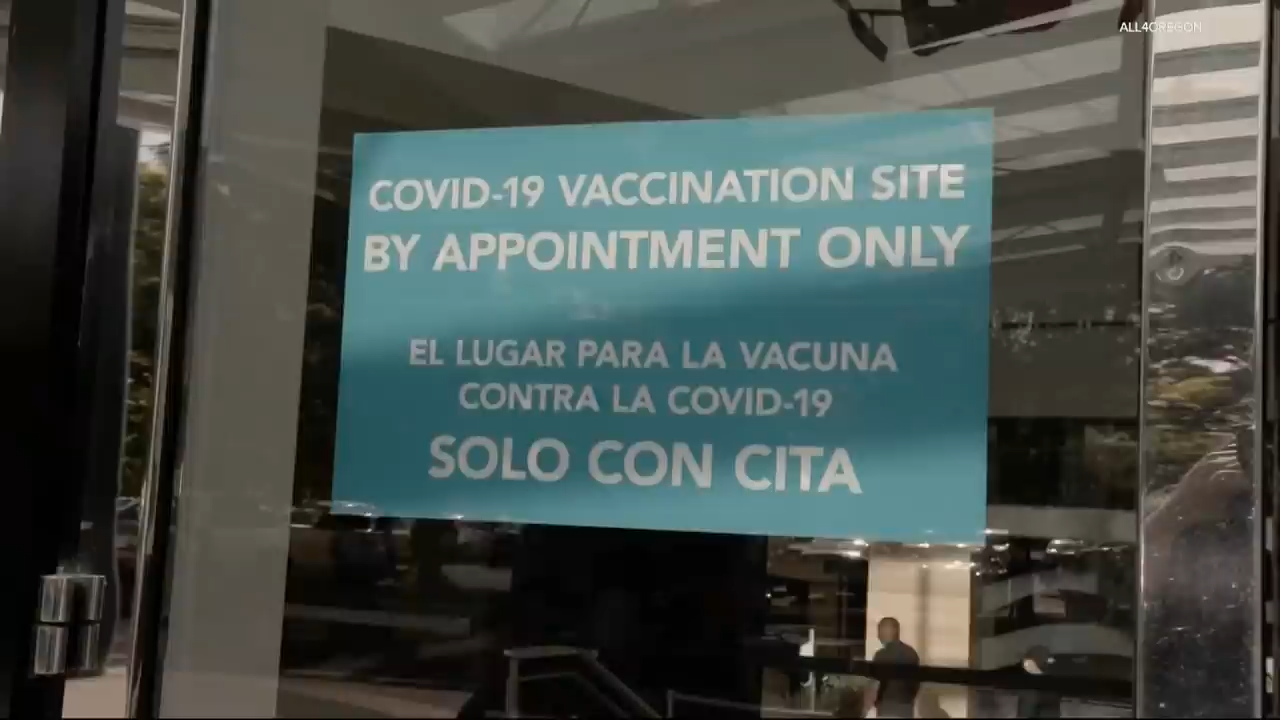 ALL4OREGON
COVID-19 VACCINATION SITE
BY APPOINTMENT ONLY
EL LUGAR PARA LA VACUNA
CONTRA LA COVID-19
SOLO CON CITA